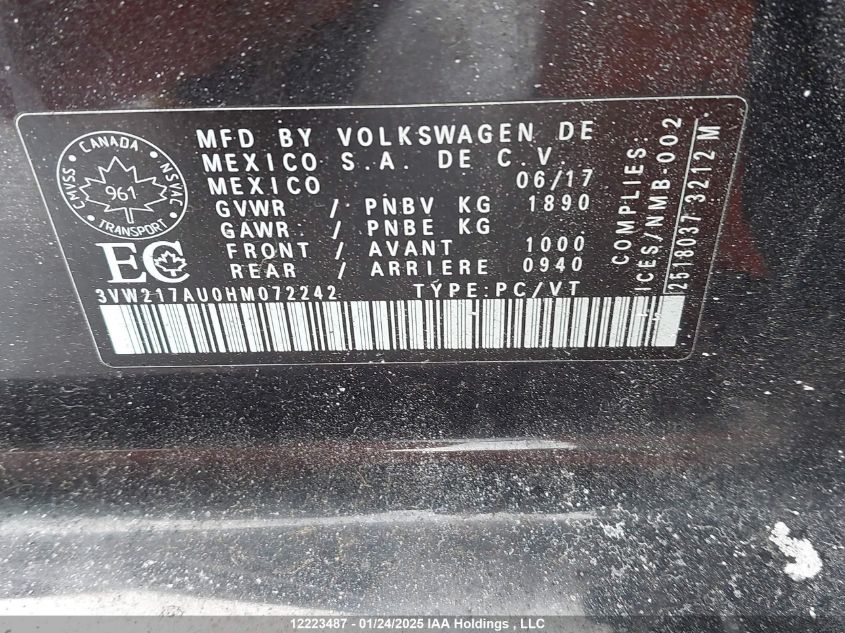 CANADA
CMVSS
NSVAC
961
TRANSPORT
EC
MFD BY VOLKSWAGEN DE
MEXICO S.A. DE C.V.
MEXICO 06/17
GVWR / PNBV KG 1890
GAWR / PNBE KG
FRONT / AVANT 1000
REAR / ARRIERE 0940
3VW217AU0HM072242 TYPE:PC/VT
COMPLIES
ICES/NMB-002
2518037 3212 M
12223487 - 01/24/2025 IAA Holdings, LLC